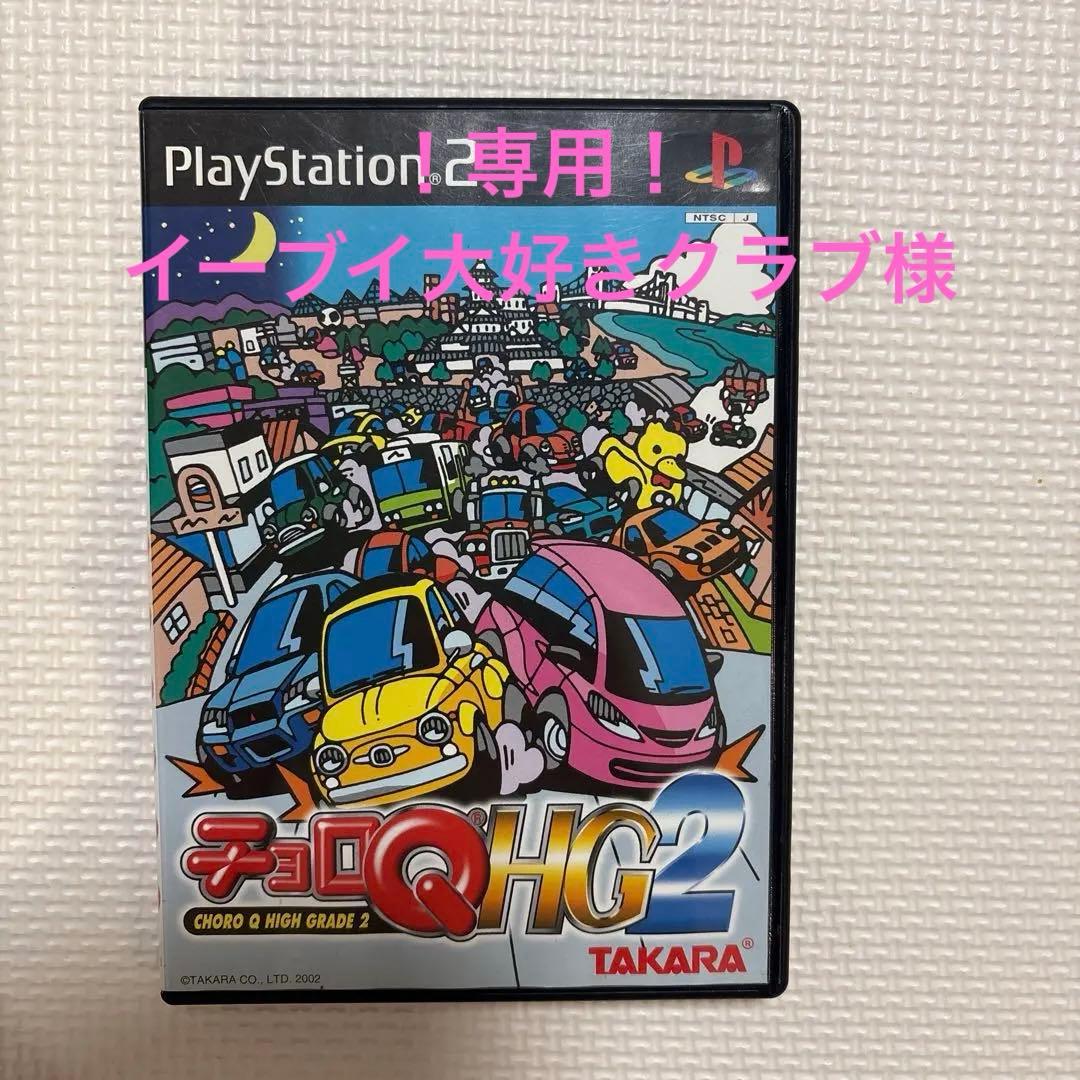 PlayStation®2
！専用！
NTSC J
イーブイ大好きクラブ様
チョロQ®HG2
CHORO Q HIGH GRADE 2
TAKARA®
©TAKARA CO., LTD. 2002